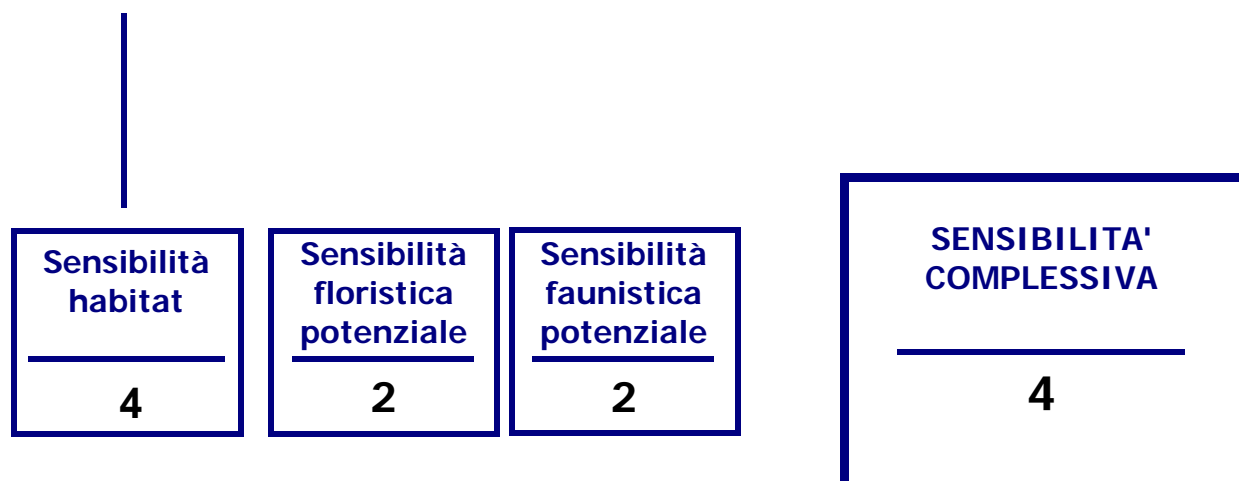 Sensibilità
habitat
4
Sensibilità
floristica
potenziale
2
Sensibilità
faunistica
potenziale
2
SENSIBILITA'
COMPLESSIVA
4